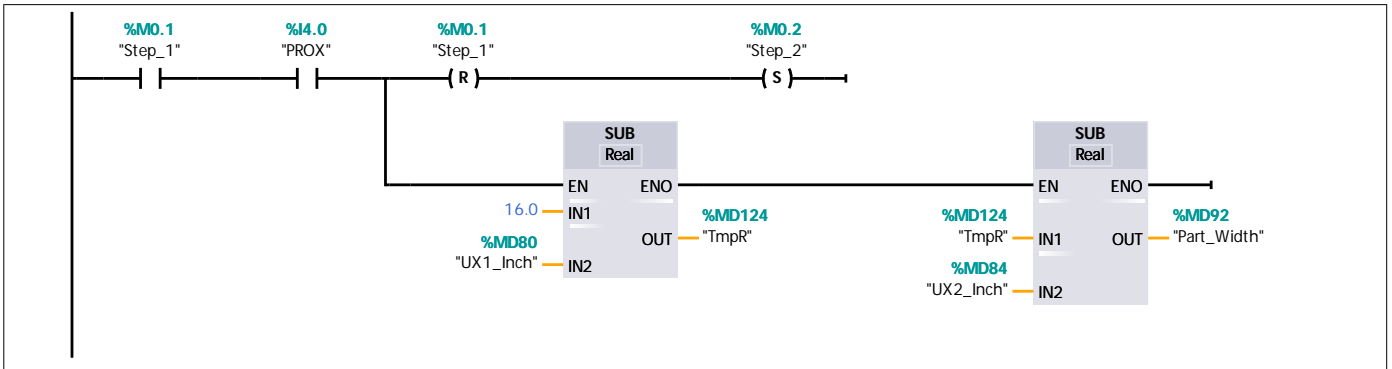 %M0.1 %I4.0 %M0.1 %M0.2
"Step_1" "PROX" "Step_1" "Step_2"
R S
SUB SUB
Real Real
EN ENO EN ENO
16.0 IN1 %MD124 %MD124 %MD92
OUT "TmpR" "TmpR" IN1 OUT "Part_Width"
%MD80 %MD84
"UX1_Inch" IN2 "UX2_Inch" IN2